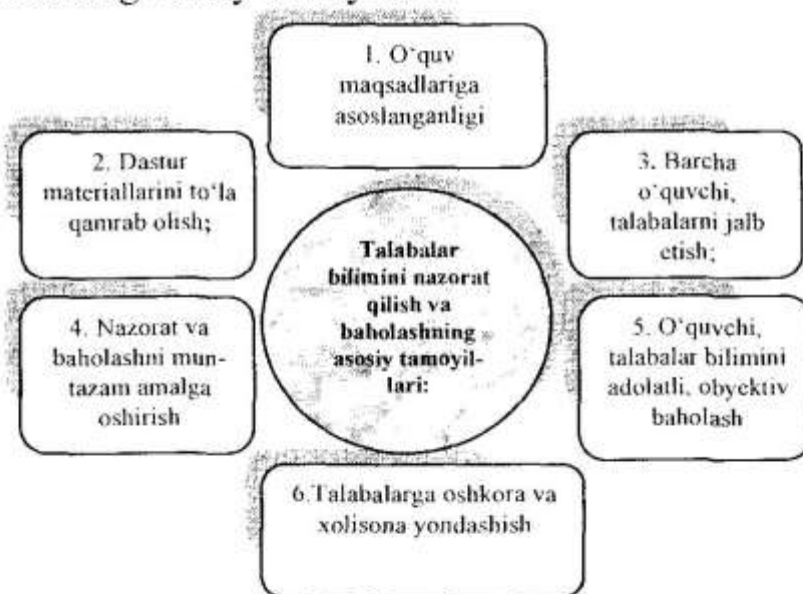 1. O‘quv
maqsadlariga
asoslanganligi
2. Dastur
materiallarini to‘la
qamrab olish;
3. Barcha
o‘quvchi,
talabalarni jalb
etish;
Talabalar
bilimini nazorat
qilish va
baholashning
asosiy tamoyil-
lari:
4. Nazorat va
baholashni mun-
tazam amalga
oshirish
5. O‘quvchi,
talabalar bilimini
adolatli, obyektiv
baholash
6.Talabalarga oshkora va
xolisona yondashish